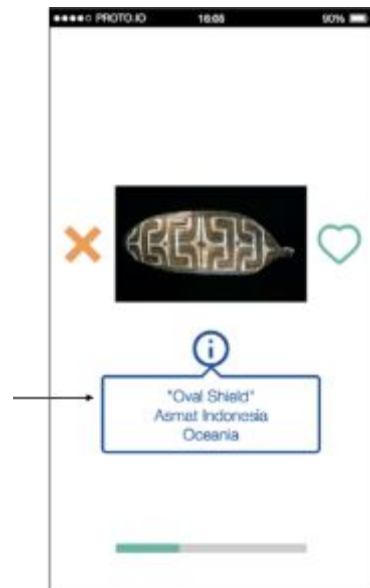 PROTO.IO 16:05 90%
i
"Oval Shield"
Asmat Indonesia
Oceania